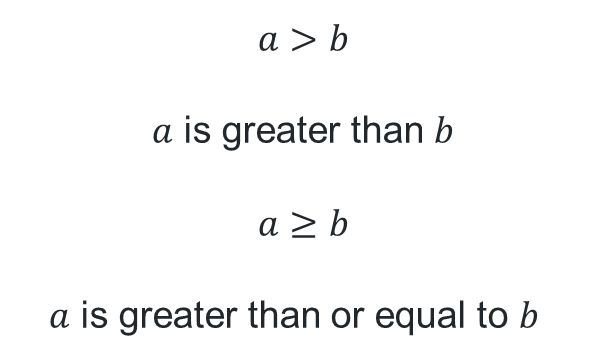 a > b
a is greater than b
a ≥ b
a is greater than or equal to b